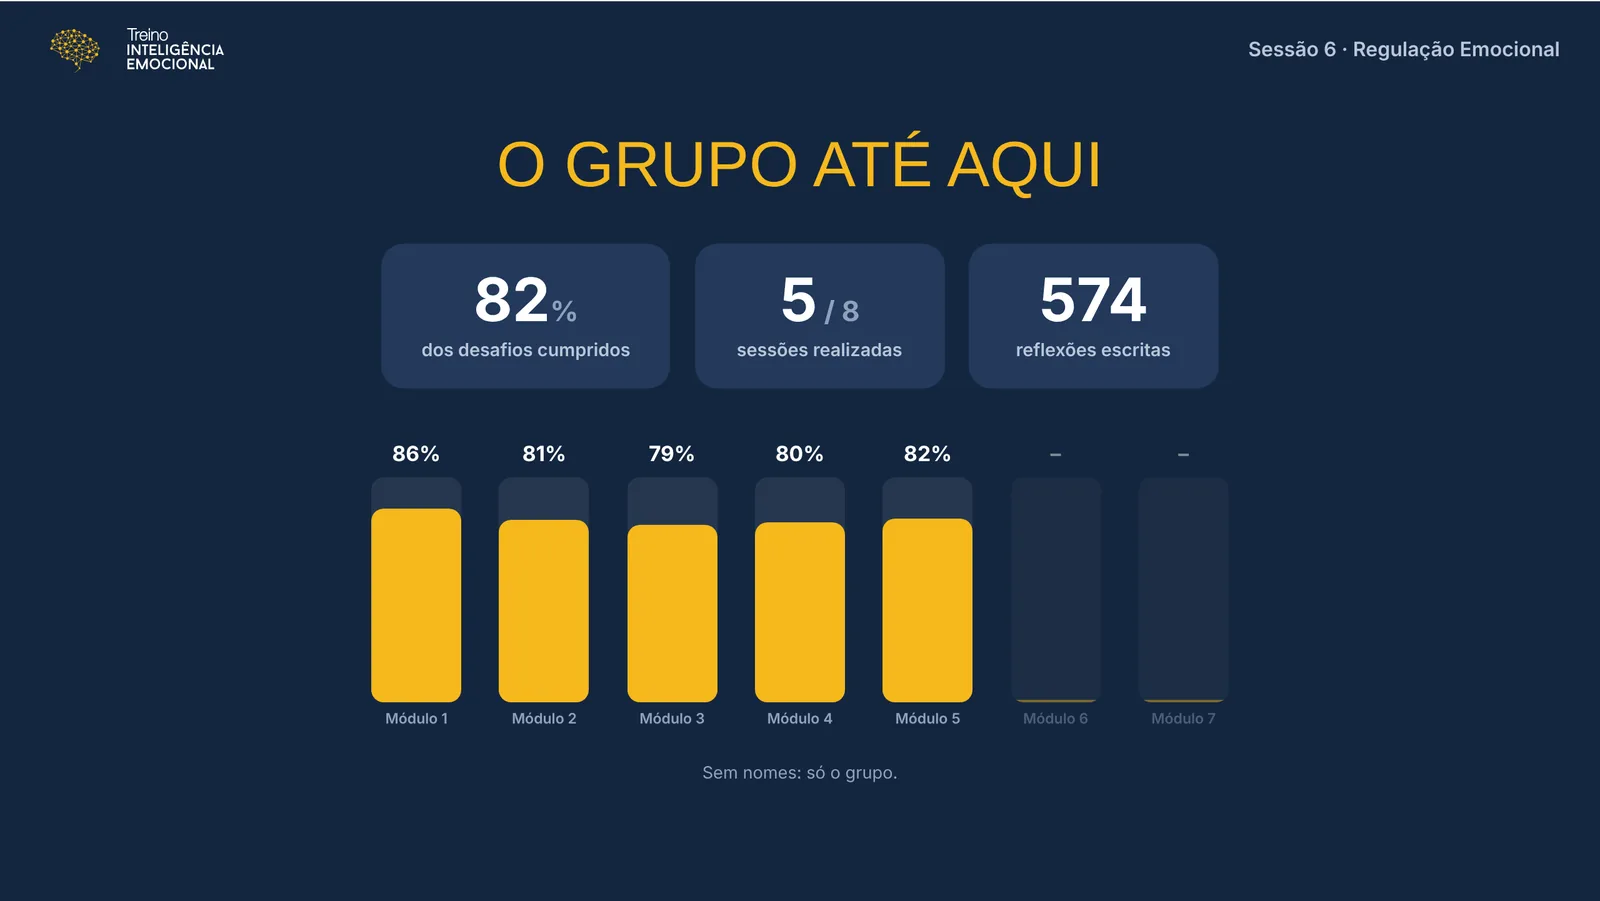 Treino
INTELIGÊNCIA
EMOCIONAL
Sessão 6 · Regulação Emocional
O GRUPO ATÉ AQUI
82%
dos desafios cumpridos
5 / 8
sessões realizadas
574
reflexões escritas
86% 81% 79% 80% 82% – –
Módulo 1 Módulo 2 Módulo 3 Módulo 4 Módulo 5 Módulo 6 Módulo 7
Sem nomes: só o grupo.